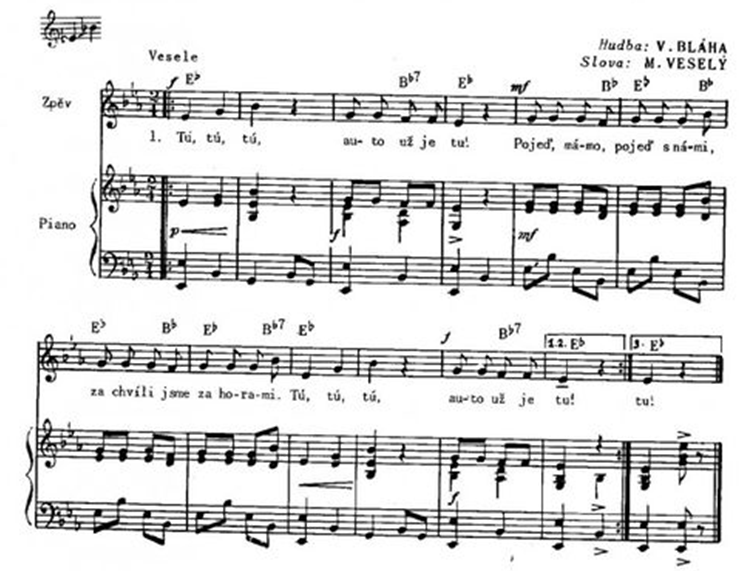 Hudba: V. BLÁHA
Vesele
Slova: M. VESELÝ
f E♭ B♭7 E♭ mf B♭ E♭ B♭
Zpěv
1. Tu, tú, tú, au-to už je tu! Pojeď, má-mo, pojeď s ná-mi,
Piano
p f mf
E♭ B♭ E♭ B♭7 E♭ f B♭7 1.2. E♭ 3. E♭
za chvíli jsme za ho-ra-mi. Tú, tú, tú, au-to už je tu! tu!
f